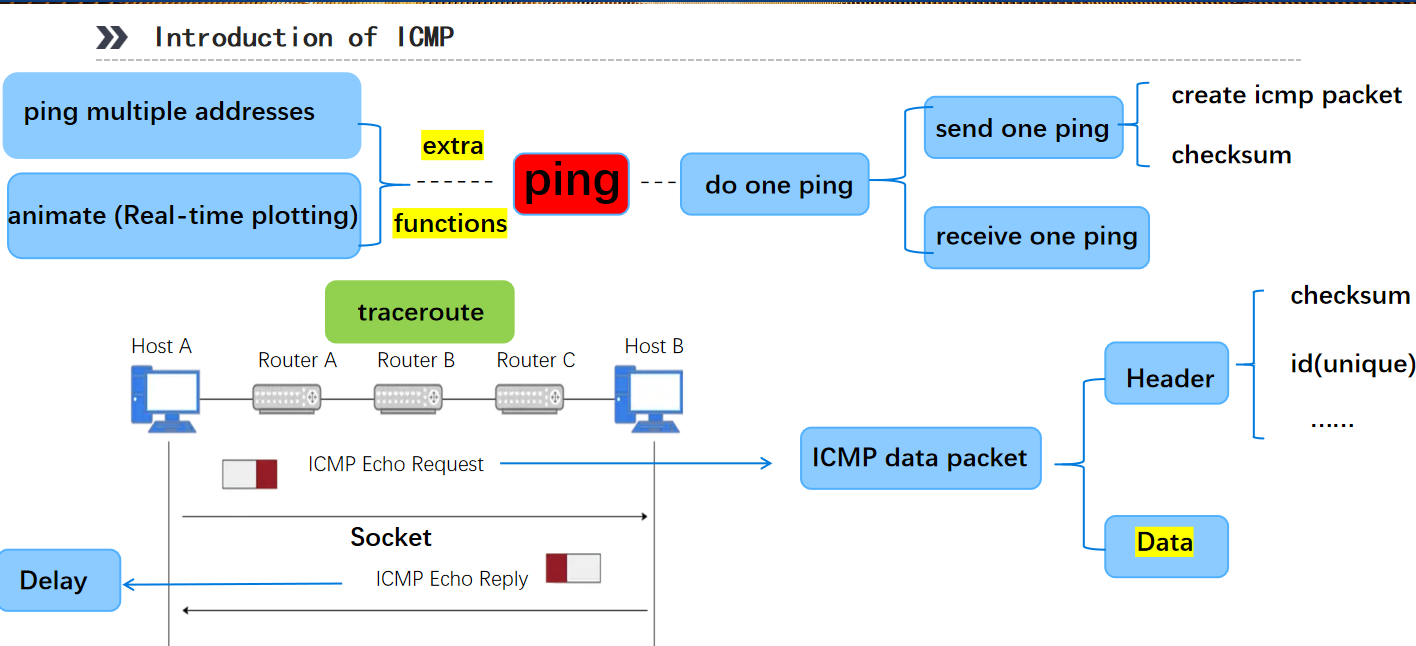 Introduction of ICMP
ping multiple addresses
animate (Real-time plotting)
extra
functions
ping
do one ping
send one ping
create icmp packet
checksum
receive one ping
traceroute
Host A
Router A
Router B
Router C
Host B
ICMP Echo Request
Socket
ICMP Echo Reply
Delay
ICMP data packet
Header
checksum
id(unique)
......
Data